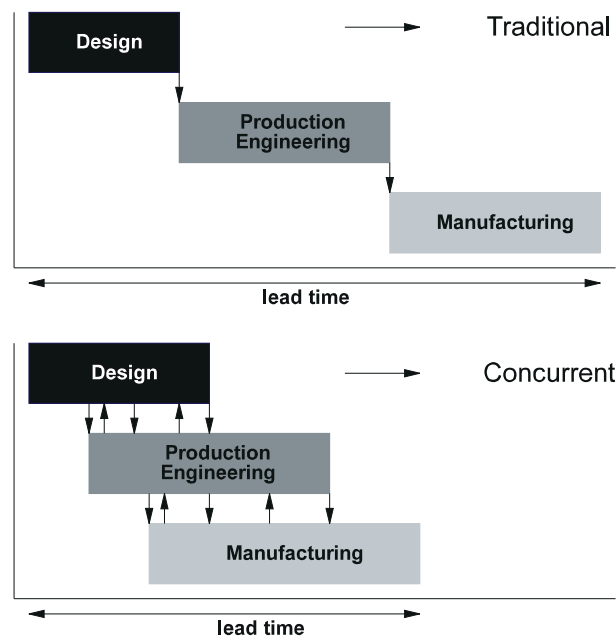 Design
Traditional
Production
Engineering
Manufacturing
lead time
Design
Concurrent
Production
Engineering
Manufacturing
lead time